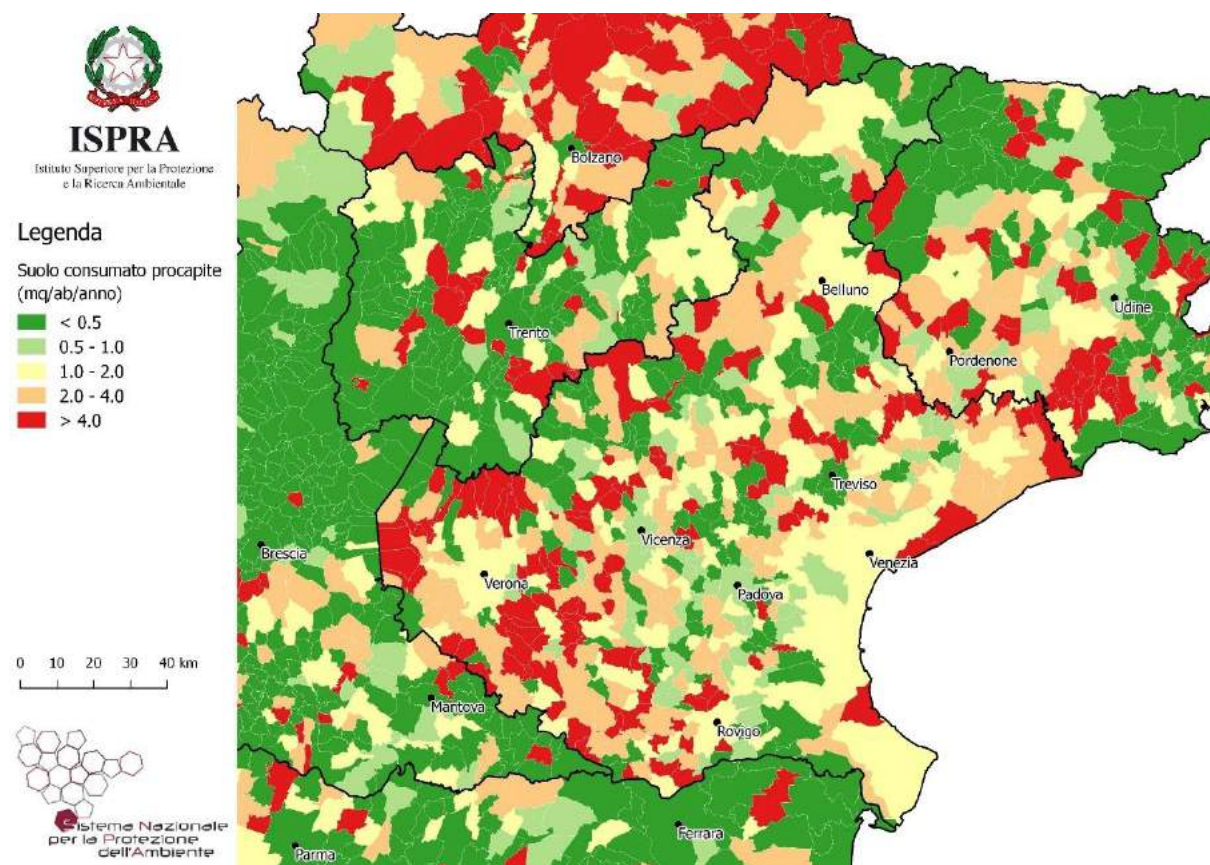 ISPRA
Istituto Superiore per la Protezione
e la Ricerca Ambientale
Legenda
Suolo consumato procapite
(mq/ab/anno)
< 0.5
0.5 - 1.0
1.0 - 2.0
2.0 - 4.0
> 4.0
0 10 20 30 40 km
Sistema Nazionale
per la Protezione
dell'Ambiente
Bolzano
Belluno
Udine
Trento
Pordenone
Treviso
Vicenza
Brescia
Venezia
Verona
Padova
Mantova
Rovigo
Ferrara
Parma